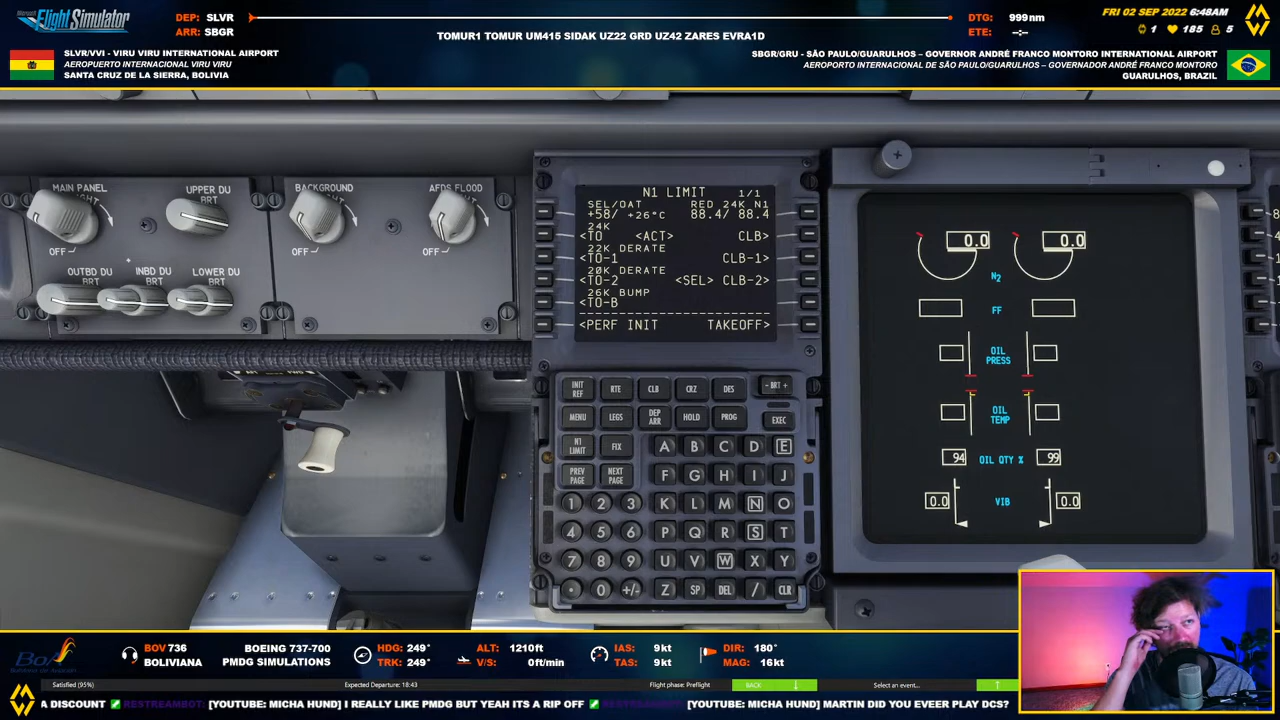 Microsoft
Flight Simulator
DEP: SLVR
ARR: SBGR
TOMUR1 TOMUR UM415 SIDAK UZ22 GRD UZ42 ZARES EVRA1D
DTG: 999nm
ETE: --:--
FRI 02 SEP 2022 6:48AM
1 185 5
SLVR/VVI - VIRU VIRU INTERNATIONAL AIRPORT
AEROPUERTO INTERNACIONAL VIRU VIRU
SANTA CRUZ DE LA SIERRA, BOLIVIA
SBGR/GRU - SÃO PAULO/GUARULHOS – GOVERNOR ANDRÉ FRANCO MONTORO INTERNATIONAL AIRPORT
AEROPORTO INTERNACIONAL DE SÃO PAULO/GUARULHOS – GOVERNADOR ANDRÉ FRANCO MONTORO
GUARULHOS, BRAZIL
MAIN PANEL
UPPER DU
BRT
OFF
OUTBD DU
BRT
INBD DU
BRT
LOWER DU
BRT
BACKGROUND
OFF
AFDS FLOOD
OFF
N1 LIMIT 1/1
SEL/OAT RED 24K N1
+58/ +26°C 88.4/ 88.4
24K
<TO <ACT> CLB>
22K DERATE
<TO-1 CLB-1>
20K DERATE
<TO-2 <SEL> CLB-2>
26K BUMP
<TO-B
<PERF INIT TAKEOFF>
INIT REF
RTE
CLB
CRZ
DES
- BRT +
MENU
LEGS
DEP ARR
HOLD
PROG
EXEC
N1 LIMIT
FIX
A B C D E
PREV PAGE
NEXT PAGE
F G H I J
1 2 3 K L M N O
4 5 6 P Q R S T
7 8 9 U V W X Y
. 0 +/- Z SP DEL / CLR
0.0 0.0
N2
FF
OIL PRESS
OIL TEMP
94 OIL QTY % 99
0.0 VIB 0.0
BoA
BOV 736
BOLIVIANA
BOEING 737-700
PMDG SIMULATIONS
HDG: 249°
TRK: 249°
ALT: 1210ft
V/S: 0ft/min
IAS: 9kt
TAS: 9kt
DIR: 180°
MAG: 16kt
Satisfied (95%)
Expected Departure: 18:43
Flight phase: Preflight
BACK
Select an event...
A DISCOUNT ✅ RESTREAMBOT: [YOUTUBE: MICHA HUND] I REALLY LIKE PMDG BUT YEAH ITS A RIP OFF ✅ RESTREAMBOT: [YOUTUBE: MICHA HUND] MARTIN DID YOU EVEER PLAY DCS?